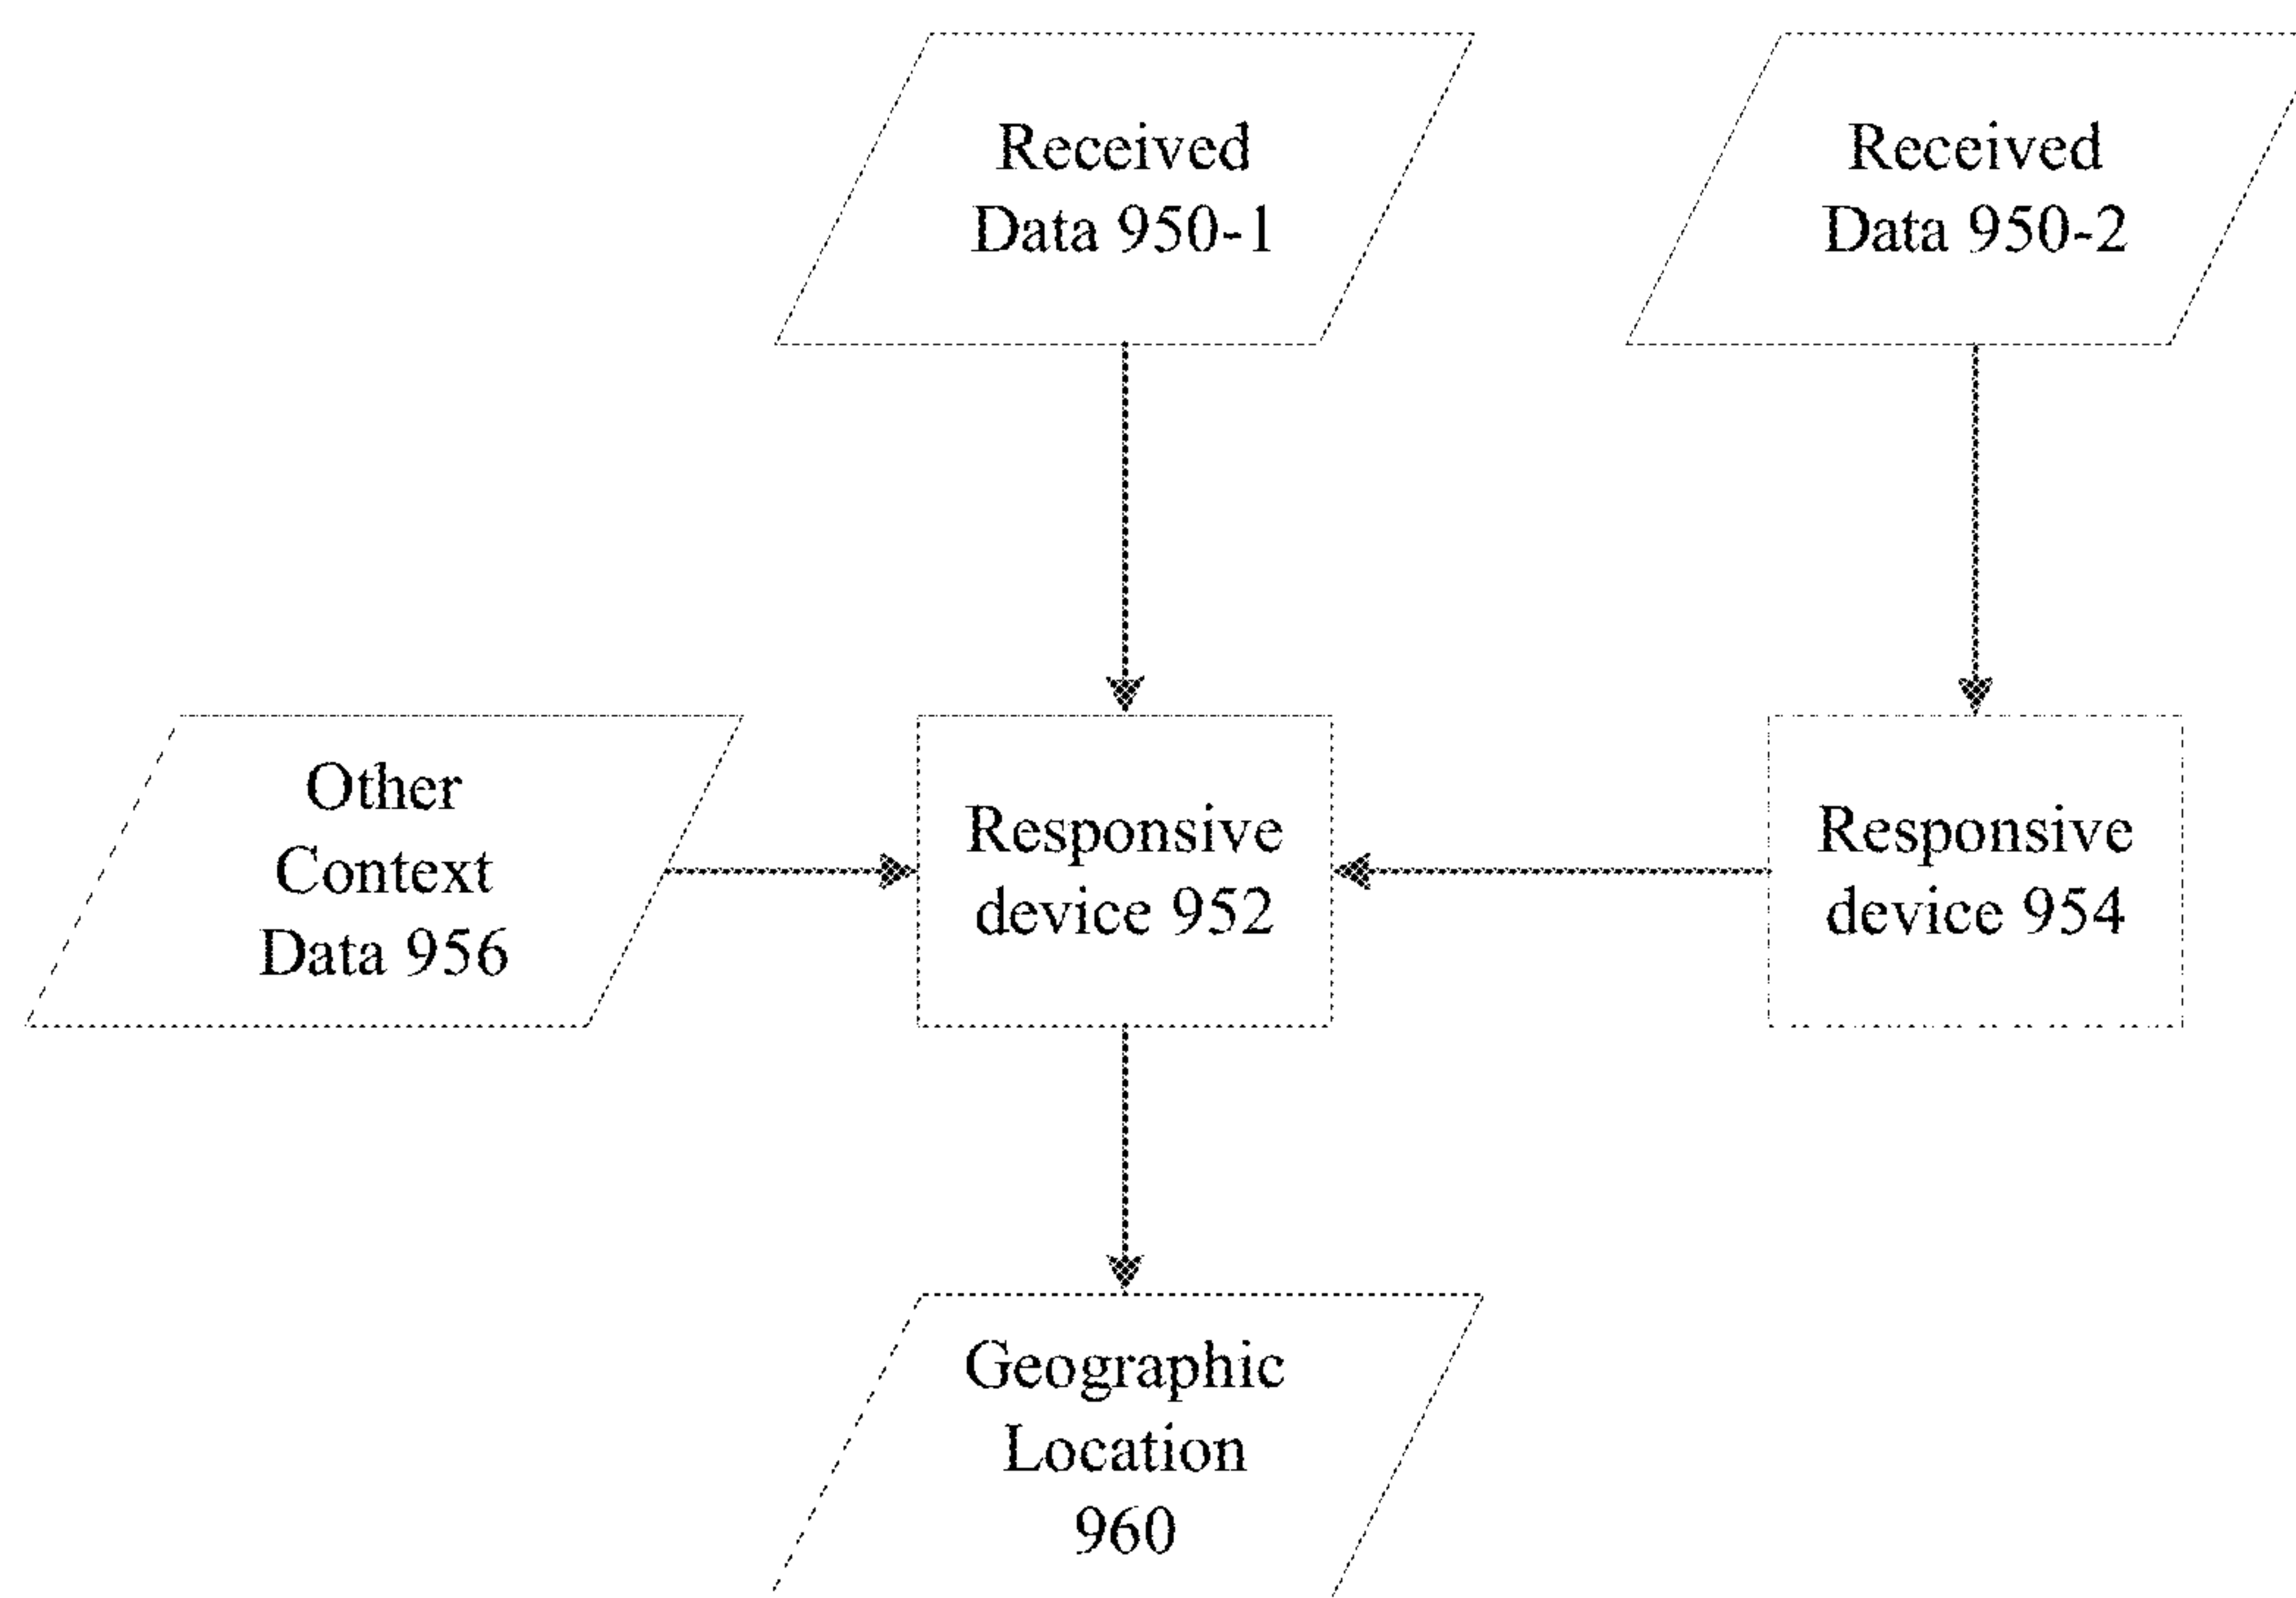 Received
Data 950-1
Received
Data 950-2
Other
Context
Data 956
Responsive
device 952
Responsive
device 954
Geographic
Location
960